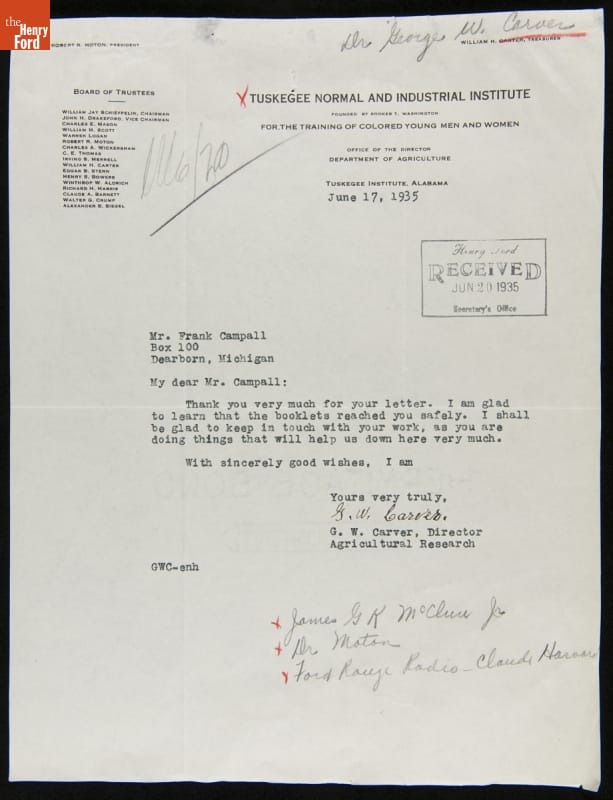 the
Henry
Ford
ROBERT R. MOTON, PRESIDENT
Dr George W. Carver
WILLIAM H. CARTER, TREASURER
BOARD OF TRUSTEES
WILLIAM JAY SCHIEFFELIN, CHAIRMAN
JOHN H. DRAKEFORD, VICE CHAIRMAN
CHARLES E. MASON
WILLIAM M. SCOTT
WARREN LOGAN
ROBERT R. MOTON
CHARLES A. WICKERSHAM
C. E. THOMAS
IRVING S. MERRELL
WILLIAM H. CARTER
EDGAR B. STERN
HENRY S. BOWERS
WINTHROP W. ALDRICH
RICHARD H. HARRIS
CLAUDE A. BARNETT
WALTER G. CRUMP
ALEXANDER B. SIEGEL
X TUSKEGEE NORMAL AND INDUSTRIAL INSTITUTE
FOUNDED BY BOOKER T. WASHINGTON
FOR THE TRAINING OF COLORED YOUNG MEN AND WOMEN
OFFICE OF THE DIRECTOR
DEPARTMENT OF AGRICULTURE
TUSKEGEE INSTITUTE, ALABAMA
June 17, 1935
6/20
Henry Ford
RECEIVED
JUN 20 1935
Secretary's Office
Mr. Frank Campall
Box 100
Dearborn, Michigan
My dear Mr. Campall:
Thank you very much for your letter. I am glad
to learn that the booklets reached you safely. I shall
be glad to keep in touch with your work, as you are
doing things that will help us down here very much.
With sincerely good wishes, I am
Yours very truly,
G. W. Carver.
G. W. Carver, Director
Agricultural Research
GWC-enh
x James G K McClure Jr
x Dr Moton
x Ford Rouge Radio - Claude Harvard